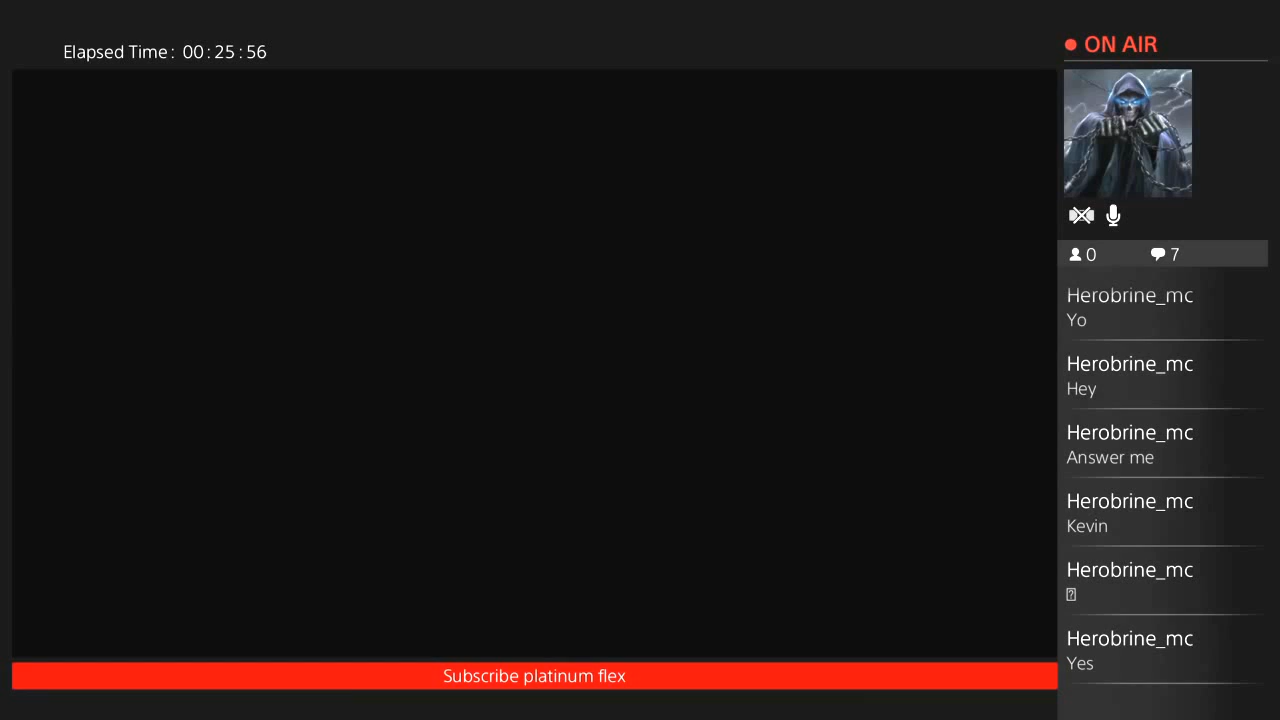 Elapsed Time: 00:25:56
ON AIR
0 7
Herobrine_mc
Yo
Herobrine_mc
Hey
Herobrine_mc
Answer me
Herobrine_mc
Kevin
Herobrine_mc
Herobrine_mc
Yes
Subscribe platinum flex